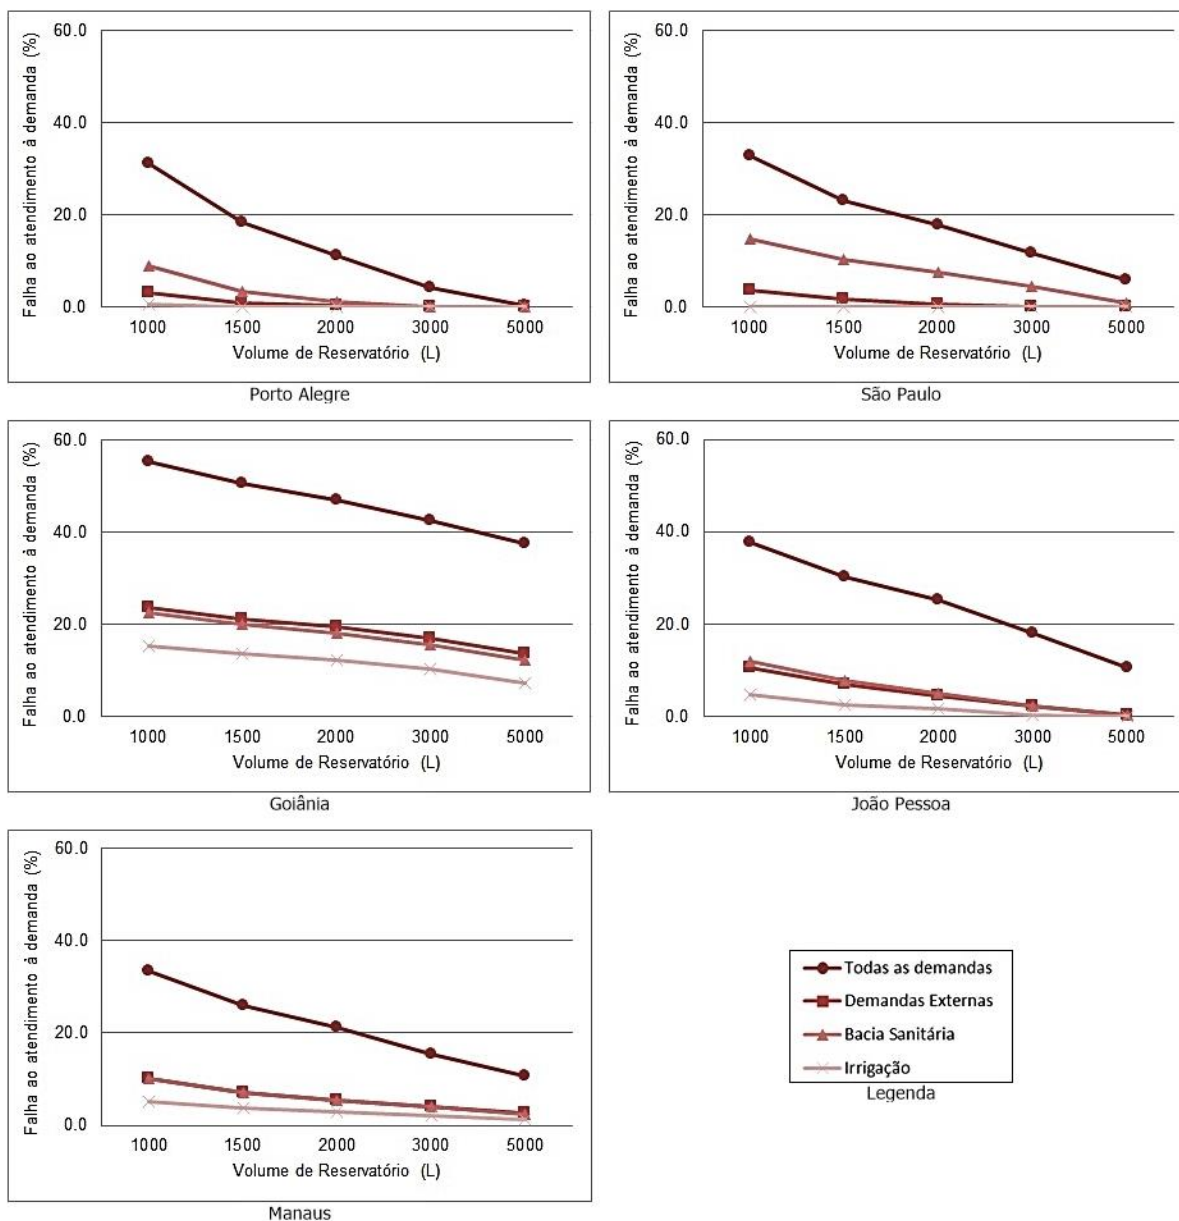 60.0
40.0
20.0
0.0
Falha ao atendimento à demanda (%)
1000 1500 2000 3000 5000
Volume de Reservatório (L)
Porto Alegre
60.0
40.0
20.0
0.0
Falha ao atendimento à demanda (%)
1000 1500 2000 3000 5000
Volume de Reservatório (L)
São Paulo
60.0
40.0
20.0
0.0
Falha ao atendimento à demanda (%)
1000 1500 2000 3000 5000
Volume de Reservatório (L)
Goiânia
60.0
40.0
20.0
0.0
Falha ao atendimento à demanda (%)
1000 1500 2000 3000 5000
Volume de Reservatório (L)
João Pessoa
60.0
40.0
20.0
0.0
Falha ao atendimento à demanda (%)
1000 1500 2000 3000 5000
Volume de Reservatório (L)
Manaus
Todas as demandas
Demandas Externas
Bacia Sanitária
Irrigação
Legenda